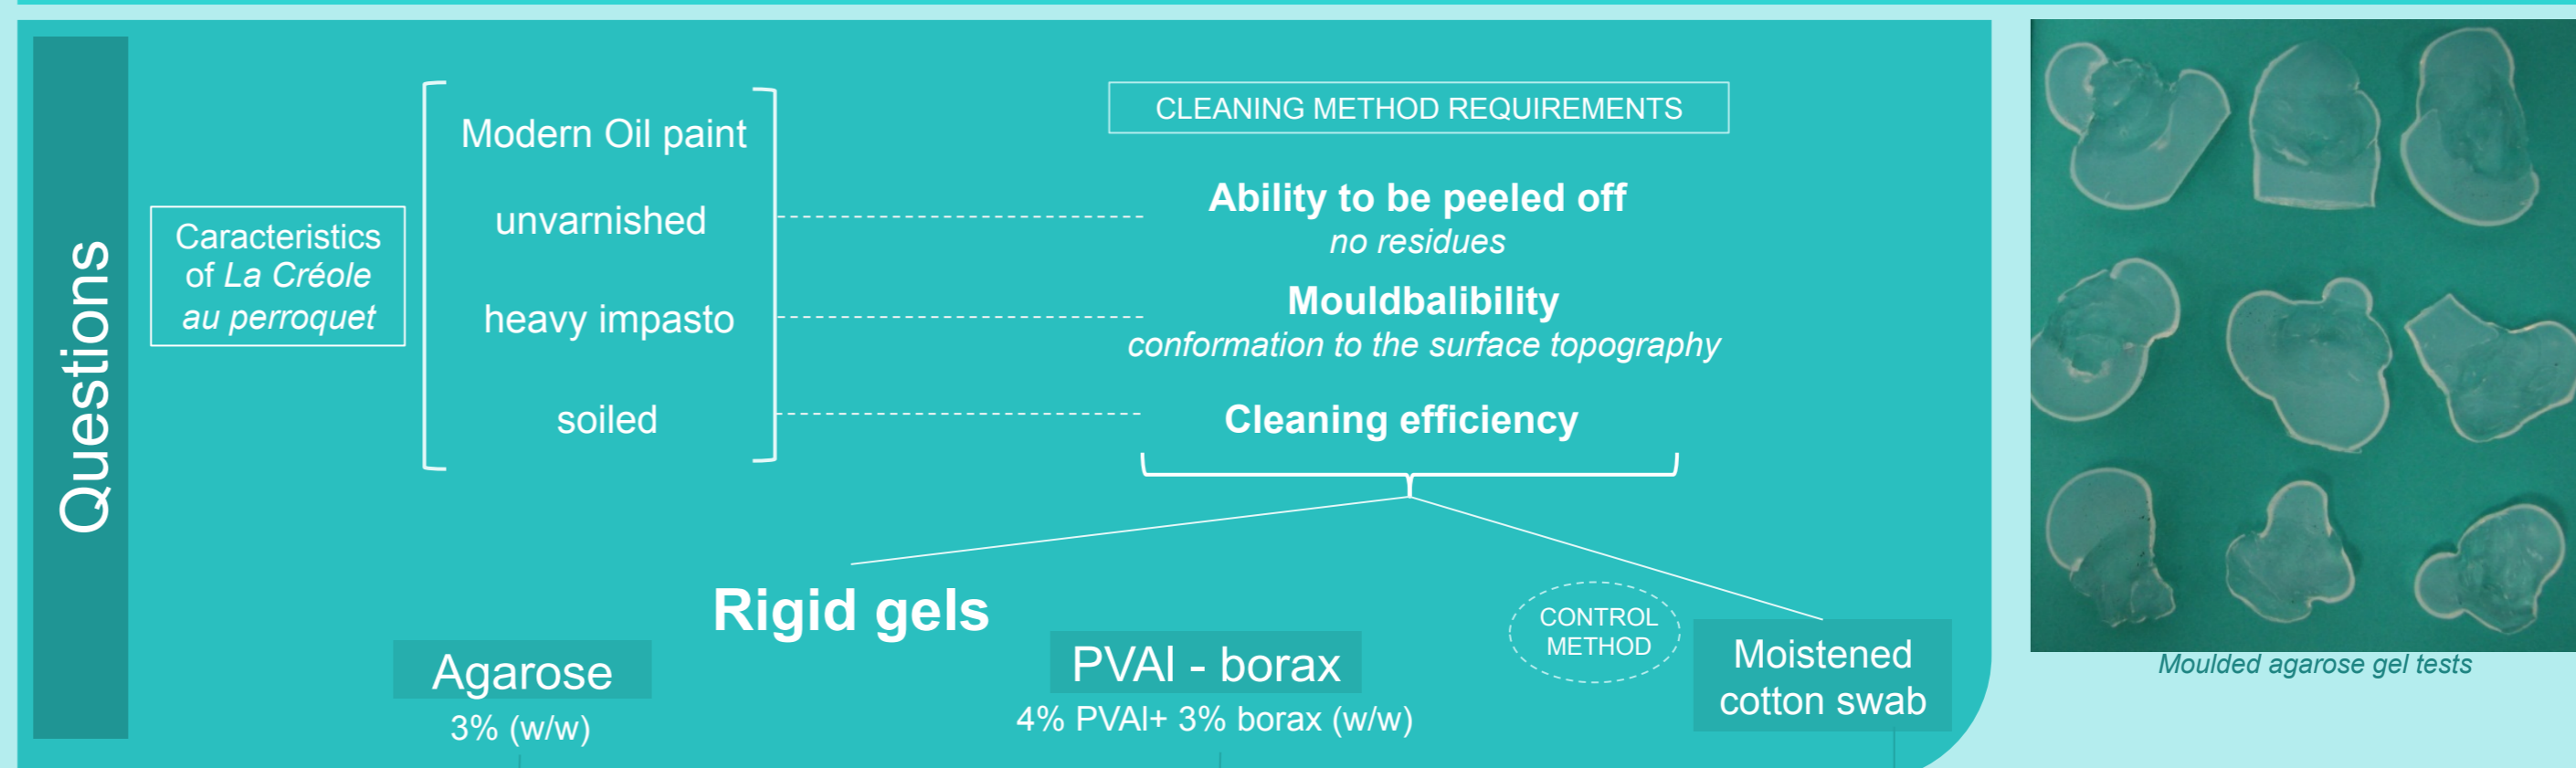 Questions
Caracteristics
of La Créole
au perroquet
Modern Oil paint
unvarnished
heavy impasto
soiled
CLEANING METHOD REQUIREMENTS
Ability to be peeled off
no residues
Mouldbalibility
conformation to the surface topography
Cleaning efficiency
Rigid gels
Agarose
3% (w/w)
PVAl - borax
4% PVAl+ 3% borax (w/w)
CONTROL
METHOD
Moistened
cotton swab
Moulded agarose gel tests